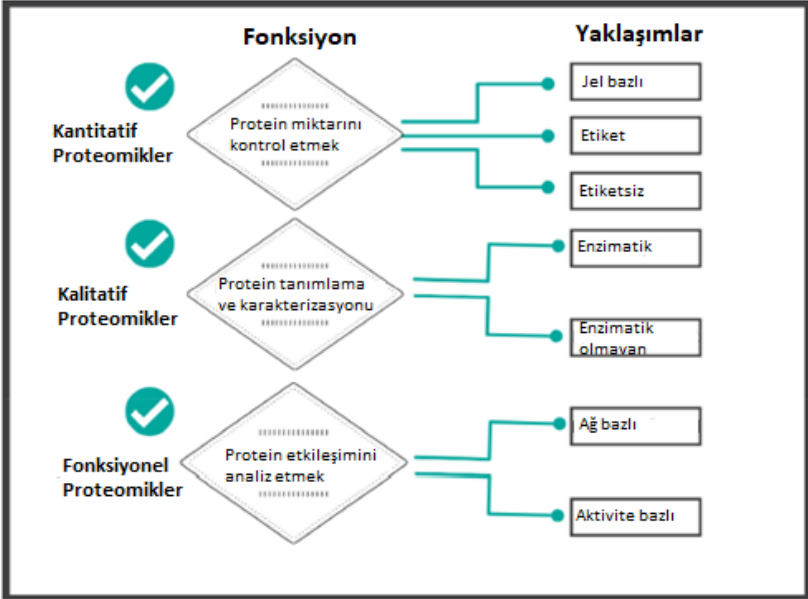 Fonksiyon
Yaklaşımlar
Kantitatif
Proteomikler
Protein miktarını
kontrol etmek
Jel bazlı
Etiket
Etiketsiz
Kalitatif
Proteomikler
Protein tanımlama
ve karakterizasyonu
Enzimatik
Enzimatik
olmayan
Fonksiyonel
Proteomikler
Protein etkileşimini
analiz etmek
Ağ bazlı
Aktivite bazlı